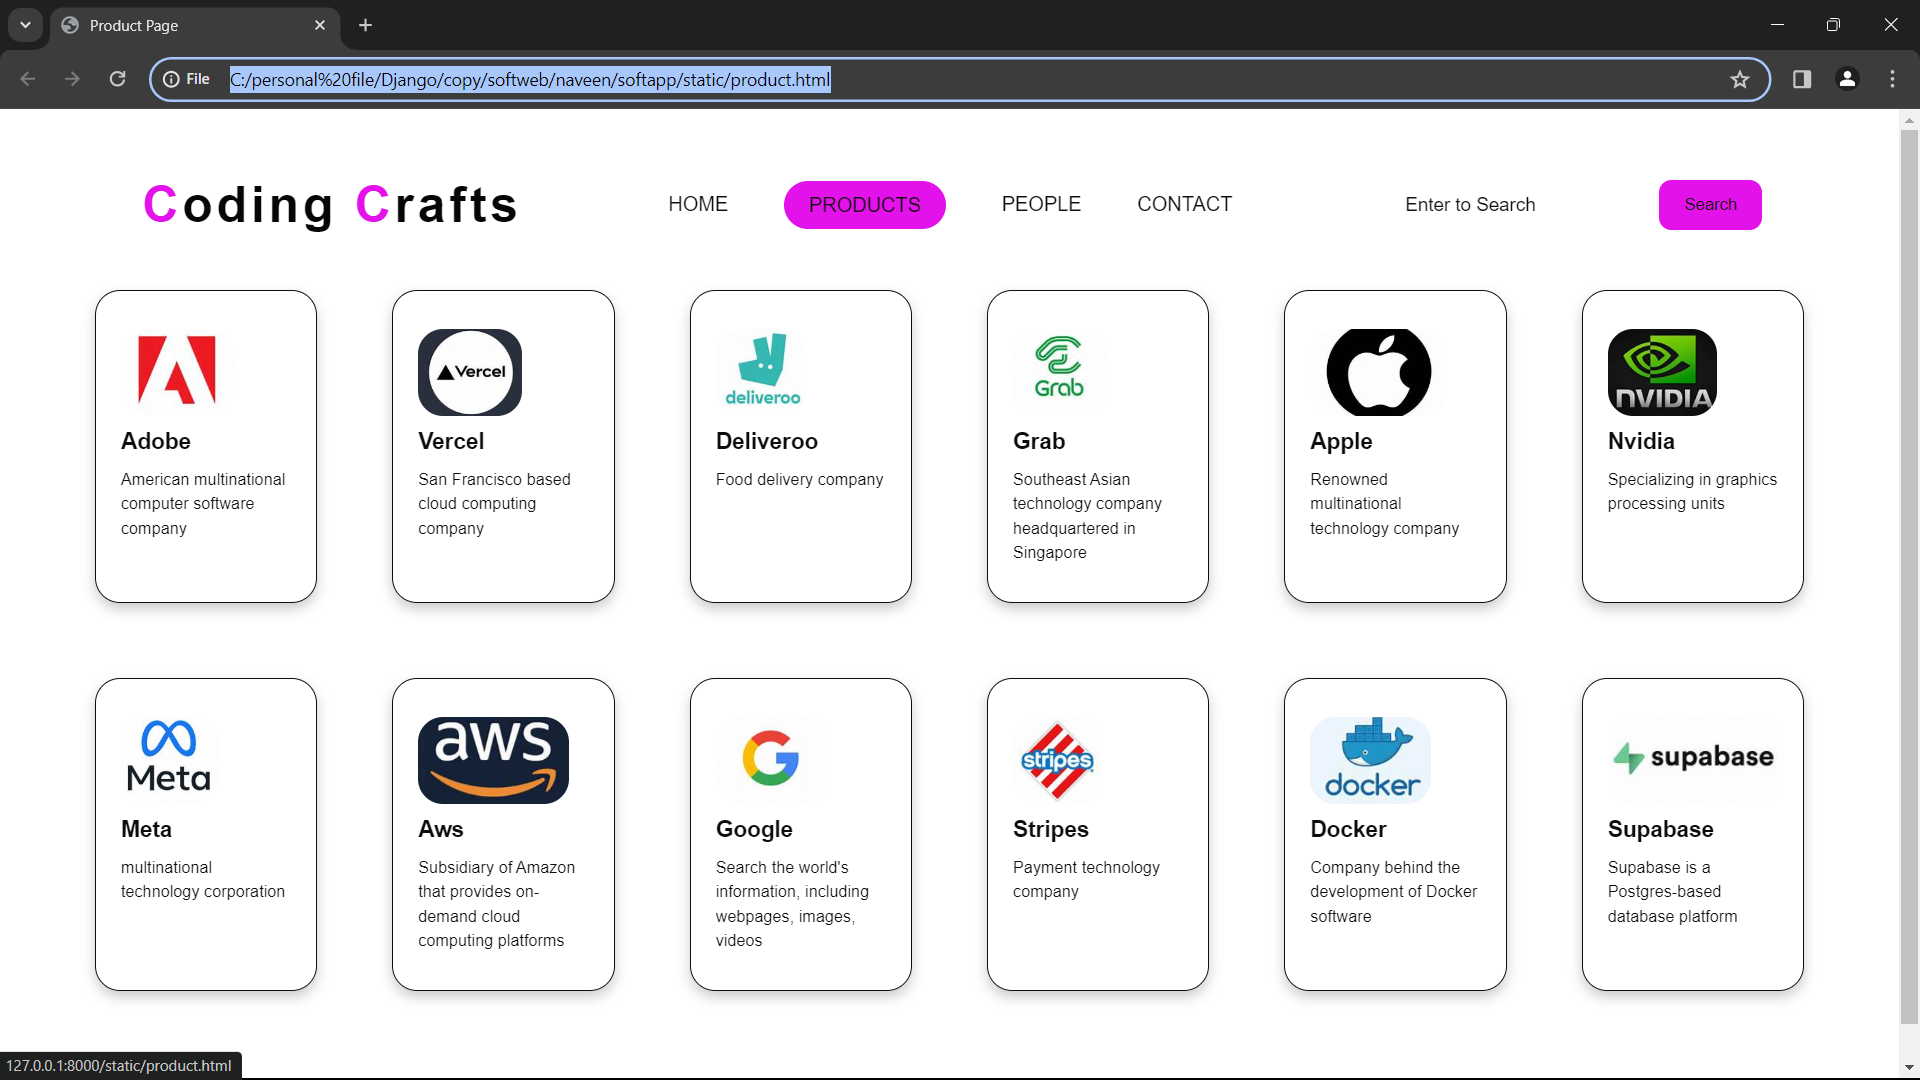 Product Page
File C:/personal%20file/Django/copy/softweb/naveen/softapp/static/product.html
Coding Crafts HOME PRODUCTS PEOPLE CONTACT Enter to Search Search
Adobe
Adobe
American multinational
computer software
company
Vercel
Vercel
San Francisco based
cloud computing
company
deliveroo
Deliveroo
Food delivery company
Grab
Grab
Southeast Asian
technology company
headquartered in
Singapore
Apple
Renowned
multinational
technology company
NVIDIA
Nvidia
Specializing in graphics
processing units
Meta
Meta
multinational
technology corporation
aws
Aws
Subsidiary of Amazon
that provides on-
demand cloud
computing platforms
Google
Search the world's
information, including
webpages, images,
videos
stripes
Stripes
Payment technology
company
docker
Docker
Company behind the
development of Docker
software
supabase
Supabase
Supabase is a
Postgres-based
database platform
127.0.0.1:8000/static/product.html